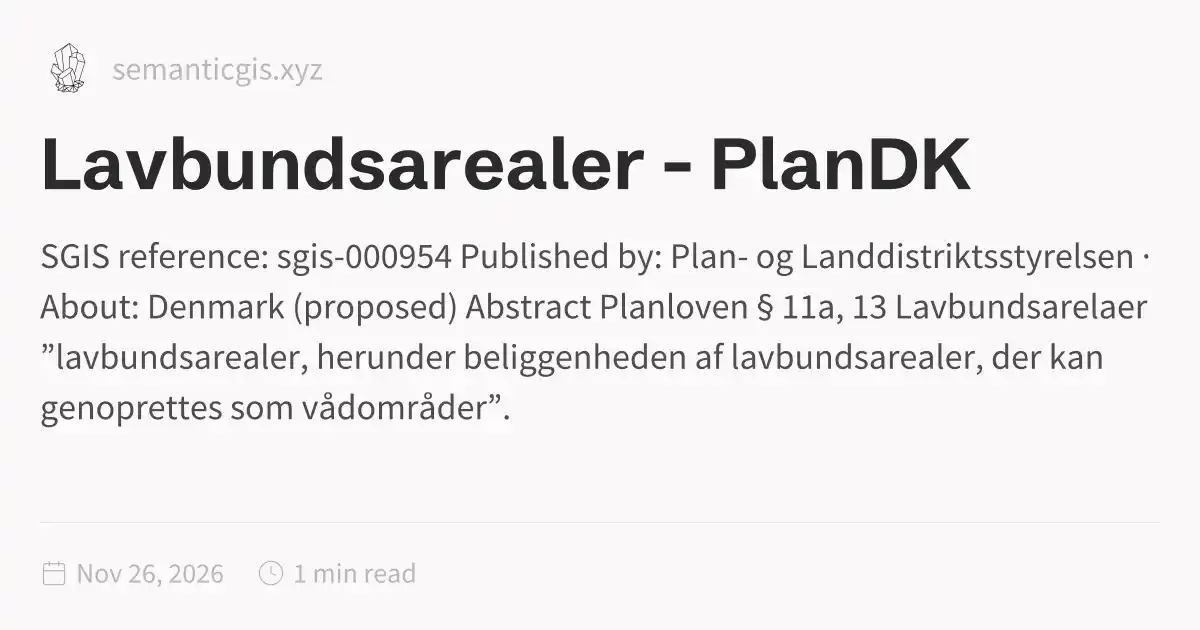 semanticgis.xyz
Lavbundsarealer - PlanDK
SGIS reference: sgis-000954 Published by: Plan- og Landdistriktsstyrelsen ·
About: Denmark (proposed) Abstract Planloven § 11a, 13 Lavbundsarelaer
”lavbundsarealer, herunder beliggenheden af lavbundsarealer, der kan
genoprettes som vådområder”.
Nov 26, 2026 1 min read